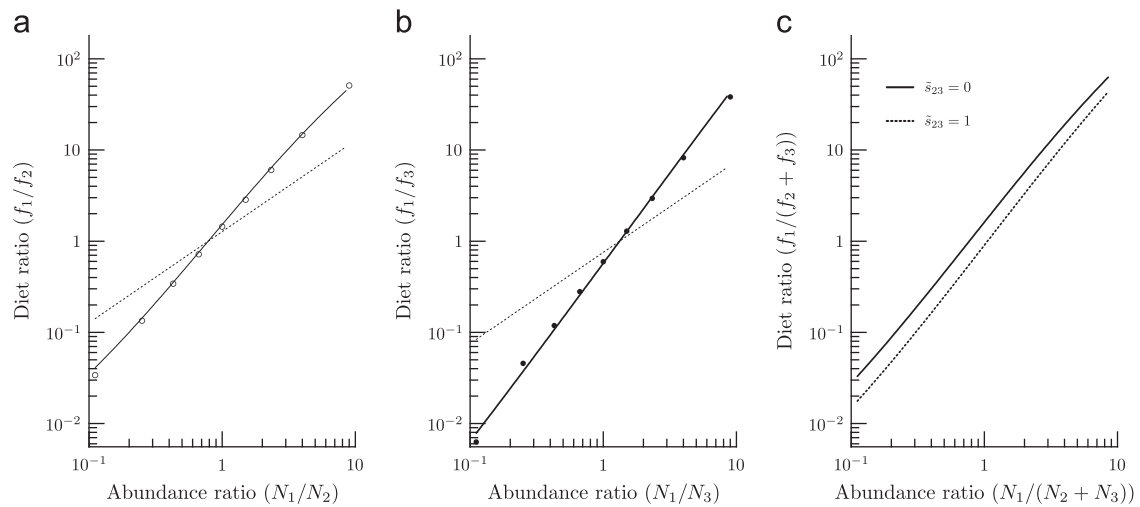 a
Diet ratio (f₁/f₂)
10²
10
1
10⁻¹
10⁻²
10⁻¹ 1 10
Abundance ratio (N₁/N₂)
b
Diet ratio (f₁/f₃)
10²
10
1
10⁻¹
10⁻²
10⁻¹ 1 10
Abundance ratio (N₁/N₃)
c
Diet ratio (f₁/(f₂ + f₃))
10²
10
1
10⁻¹
10⁻²
s̃₂₃ = 0
s̃₂₃ = 1
10⁻¹ 1 10
Abundance ratio (N₁/(N₂ + N₃))